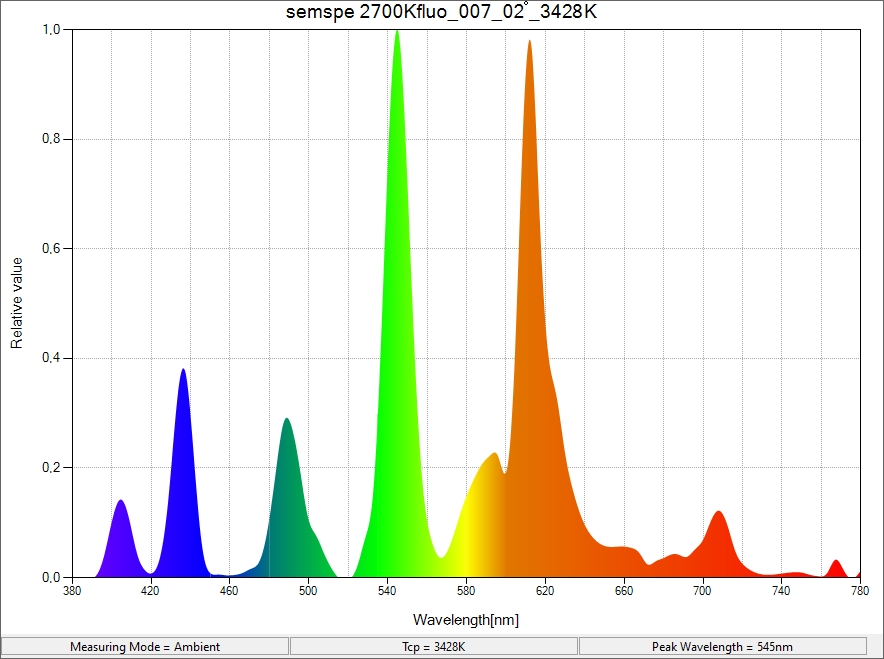 semspe 2700Kfluo_007_02°_3428K
1,0
0,8
0,6
0,4
0,2
0,0
Relative value
380 420 460 500 540 580 620 660 700 740 780
Wavelength[nm]
Measuring Mode = Ambient Tcp = 3428K Peak Wavelength = 545nm